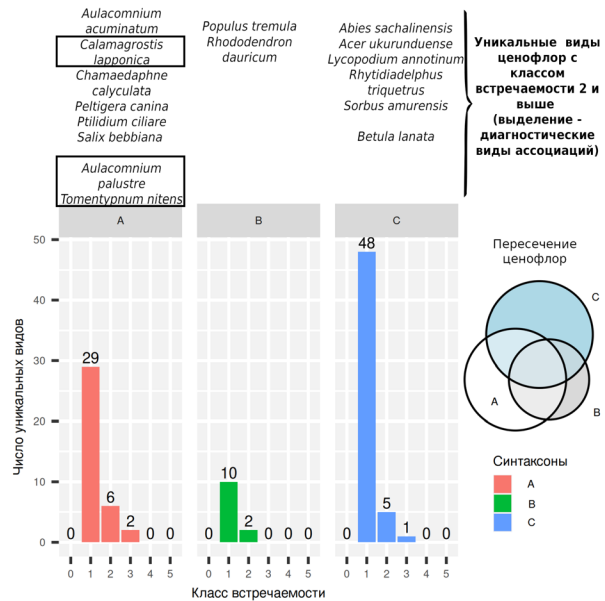 Aulacomnium
acuminatum
Calamagrostis
lapponica
Chamaedaphne
calyculata
Peltigera canina
Ptilidium ciliare
Salix bebbiana
Aulacomnium
palustre
Tomentypnum nitens
Populus tremula
Rhododendron
dauricum
Abies sachalinensis
Acer ukurunduense
Lycopodium annotinum
Rhytidiadelphus
triquetrus
Sorbus amurensis
Betula lanata
Уникальные виды
ценофлор с
классом
встречаемости 2 и
выше
(выделение -
диагностические
виды ассоциаций)
A
B
C
50
40
30
20
10
0
Число уникальных видов
0 29 6 2 0 0
0 10 2 0 0 0
0 48 5 1 0 0
0 1 2 3 4 5
0 1 2 3 4 5
0 1 2 3 4 5
Класс встречаемости
Пересечение
ценофлор
C
A
B
Синтаксоны
A
B
C